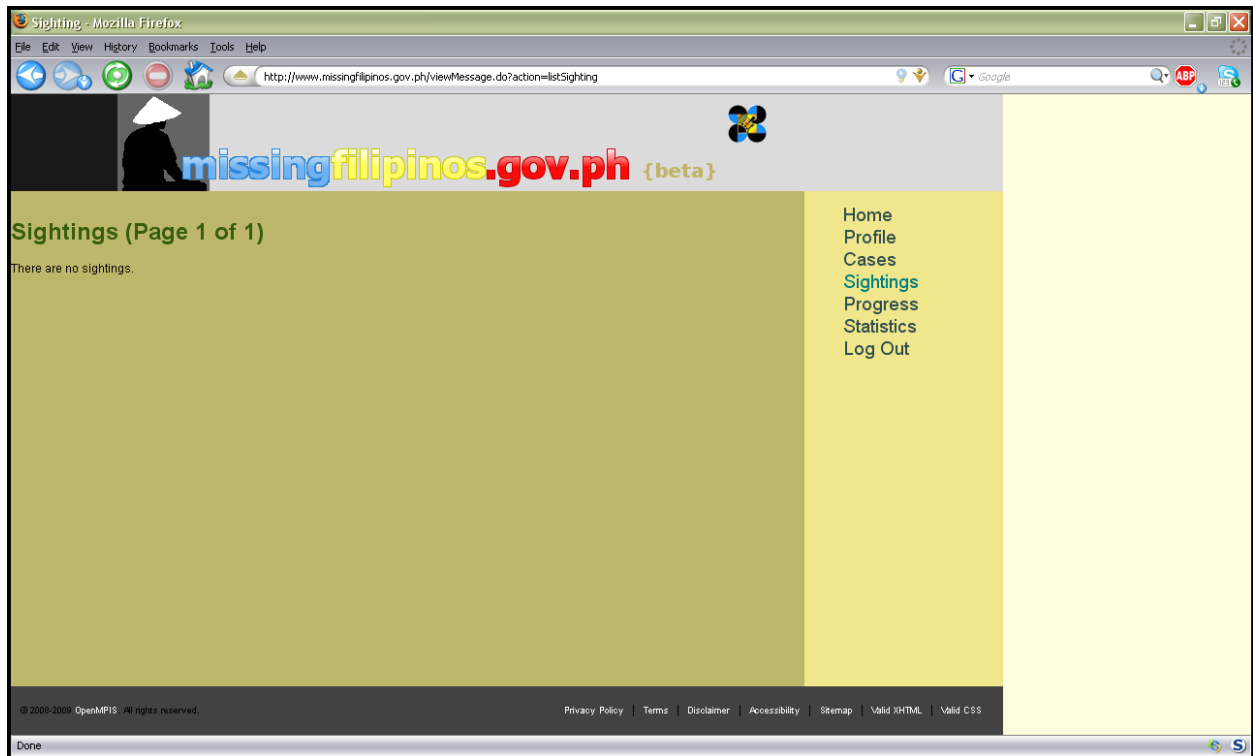 Sighting - Mozilla Firefox
File Edit View History Bookmarks Tools Help
http://www.missingfilipinos.gov.ph/viewMessage.do?action=listSighting
G Google
ABP
missingfilipinos.gov.ph {beta}
Sightings (Page 1 of 1)
There are no sightings.
Home
Profile
Cases
Sightings
Progress
Statistics
Log Out
© 2008-2009 OpenMPIS. All rights reserved.
Privacy Policy | Terms | Disclaimer | Accessibility | Sitemap | Valid XHTML | Valid CSS
Done
S